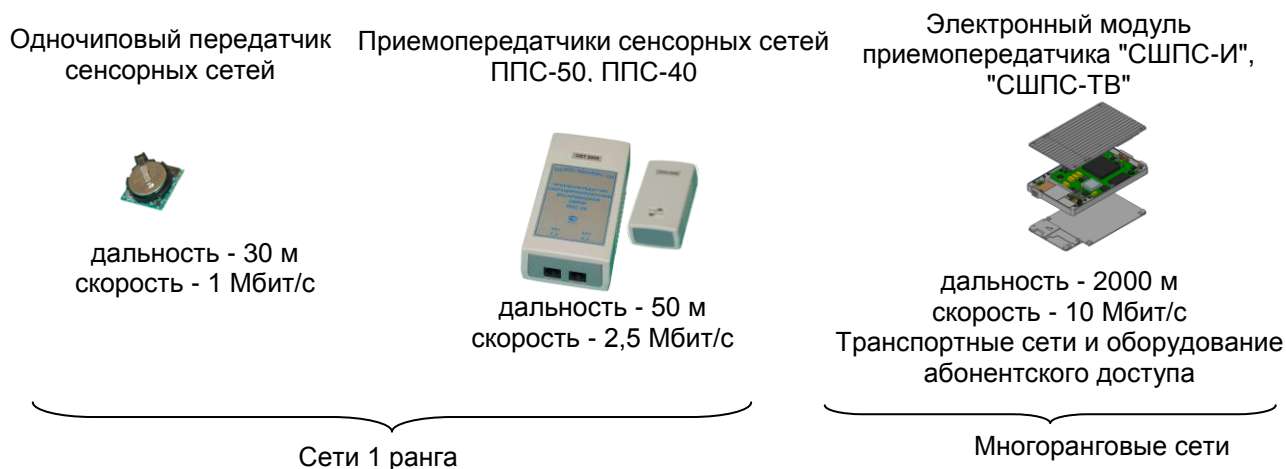 Одночиповый передатчик
сенсорных сетей
дальность - 30 м
скорость - 1 Мбит/с
Приемопередатчики сенсорных сетей
ППС-50, ППС-40
дальность - 50 м
скорость - 2,5 Мбит/с
Электронный модуль
приемопередатчика "СШПС-И",
"СШПС-ТВ"
дальность - 2000 м
скорость - 10 Мбит/с
Транспортные сети и оборудование
абонентского доступа
Сети 1 ранга
Многоранговые сети